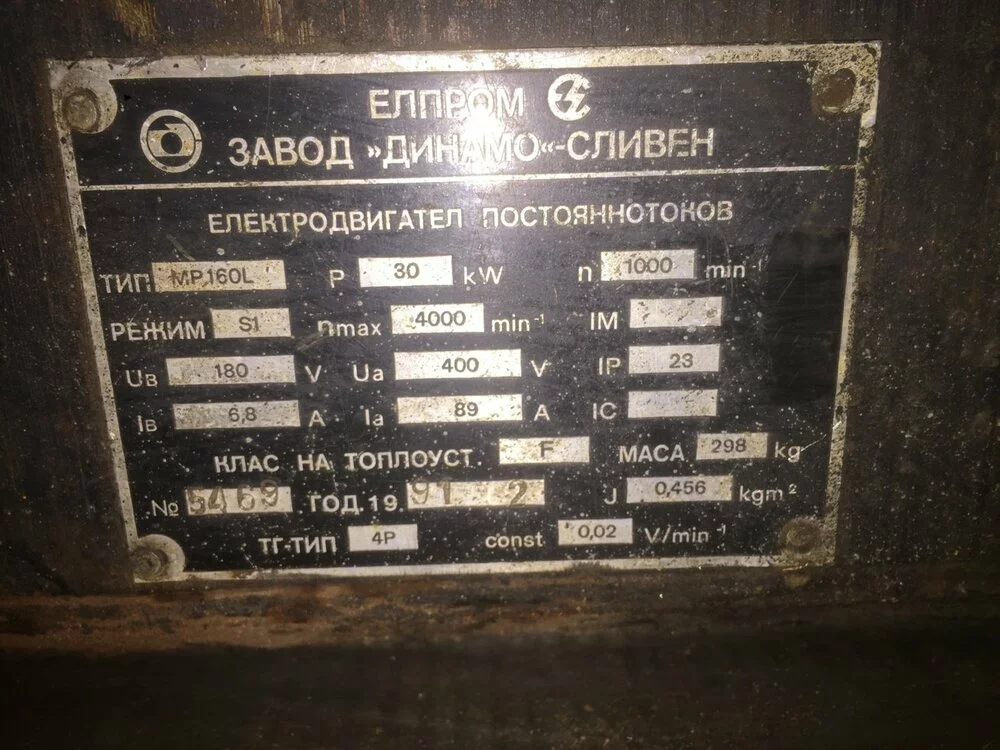 ЕЛПРОМ
ЗАВОД »ДИНАМО«-СЛИВЕН
ЕЛЕКТРОДВИГАТЕЛ ПОСТОЯННОТОКОВ
ТИП MP160L P 30 kW n 1000 min⁻¹
РЕЖИМ S1 nmax 4000 min⁻¹ IM
Uв 180 V Ua 400 V IP 23
Iв 6,8 A Ia 89 A IC
КЛАС НА ТОПЛОУСТ. F МАСА 298 kg
№ 5469 ГОД.19.91 - 2 J 0,456 kgm²
ТГ-ТИП 4P const 0,02 V/min⁻¹